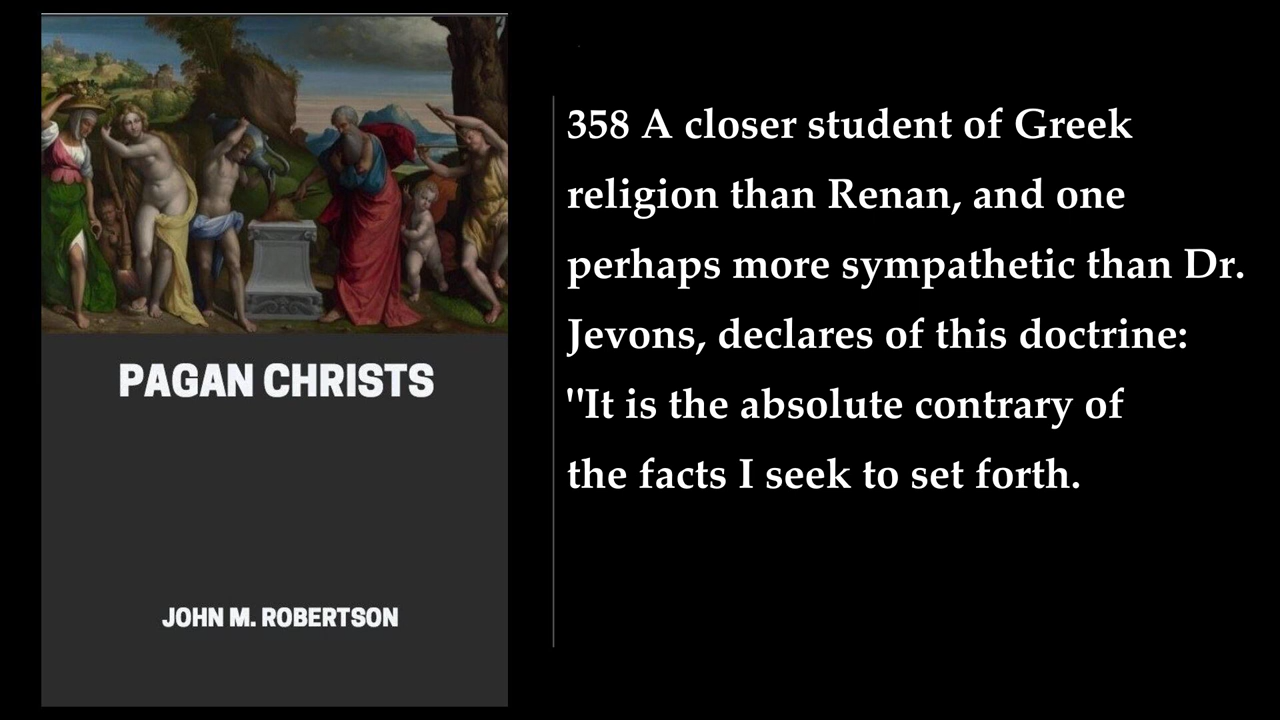 PAGAN CHRISTS
JOHN M. ROBERTSON
358 A closer student of Greek
religion than Renan, and one
perhaps more sympathetic than Dr.
Jevons, declares of this doctrine:
"It is the absolute contrary of
the facts I seek to set forth.